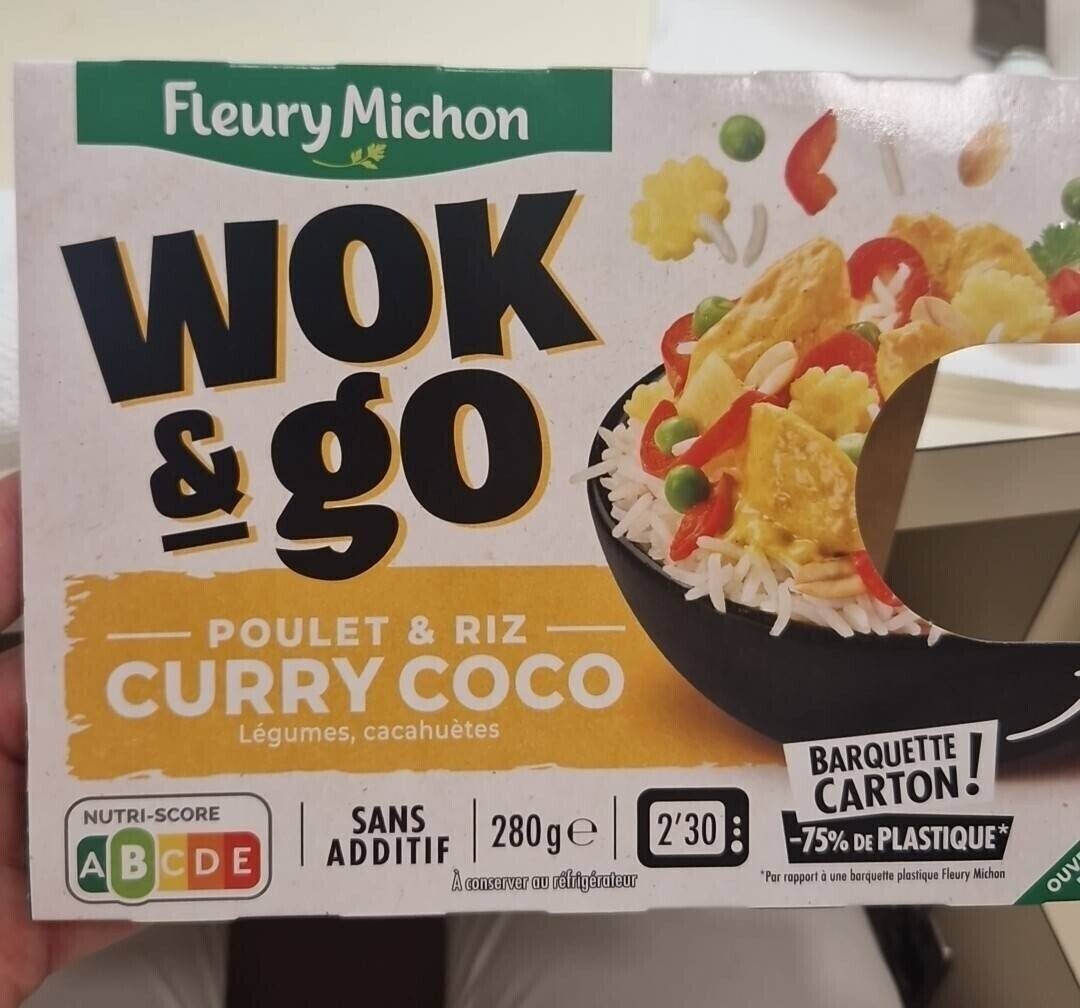 Fleury Michon
WOK
& go
POULET & RIZ
CURRY COCO
Légumes, cacahuètes
NUTRI-SCORE
A B C D E
SANS
ADDITIF
280g e
2'30
À conserver au réfrigérateur
BARQUETTE
CARTON !
-75% DE PLASTIQUE*
*Par rapport à une barquette plastique Fleury Michon